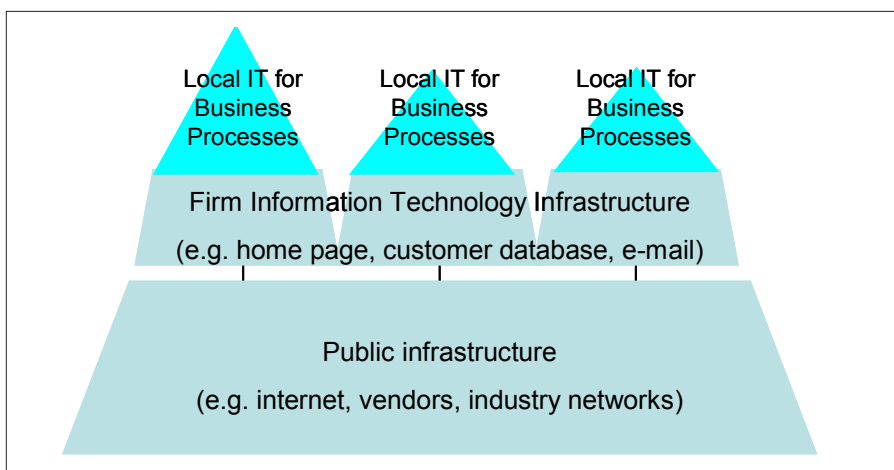 Local IT for
Business
Processes
Local IT for
Business
Processes
Local IT for
Business
Processes
Firm Information Technology Infrastructure
(e.g. home page, customer database, e-mail)
Public infrastructure
(e.g. internet, vendors, industry networks)